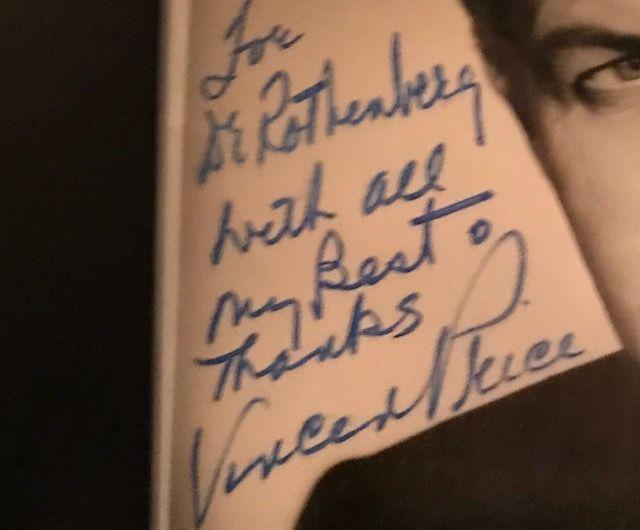 For
Dr Rothenberg
with all
my Best &
Thanks
Vincent Price